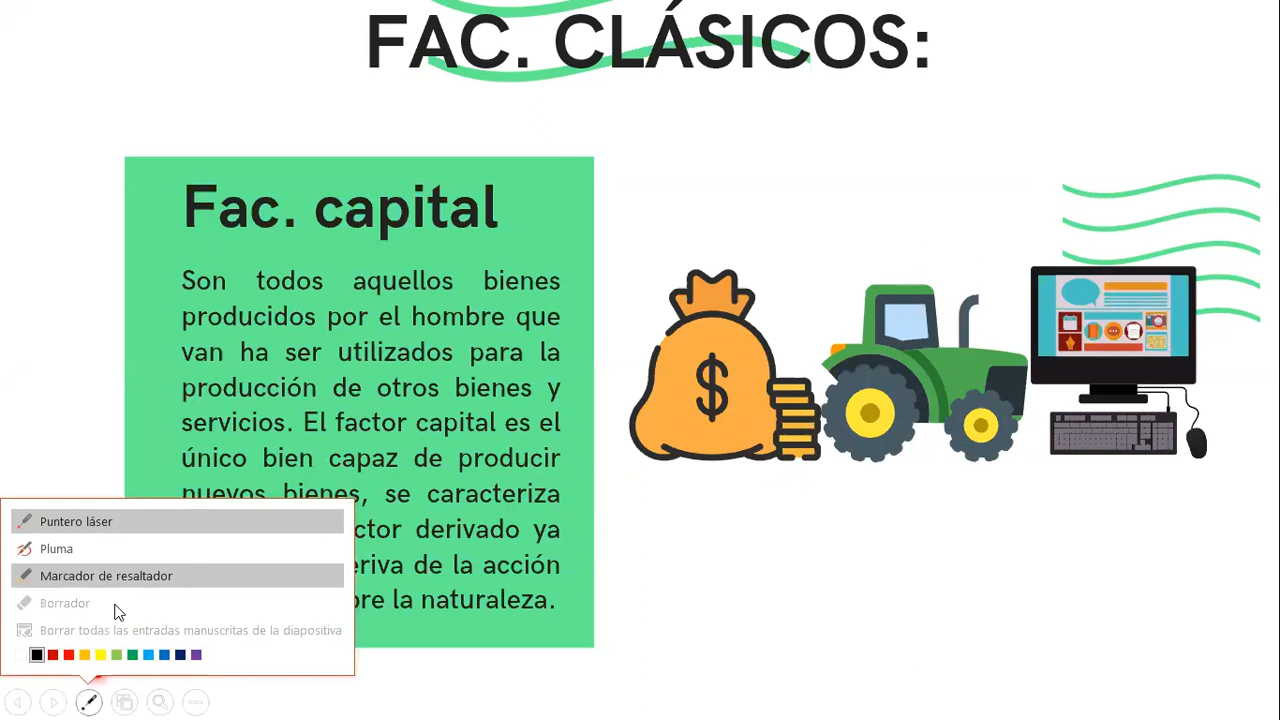 FAC. CLÁSICOS:
Fac. capital
Son todos aquellos bienes
producidos por el hombre que
van ha ser utilizados para la
producción de otros bienes y
servicios. El factor capital es el
único bien capaz de producir
nuevos bienes, se caracteriza
ctor derivado ya
eriva de la acción
bre la naturaleza.
$
Puntero láser
Pluma
Marcador de resaltador
Borrador
Borrar todas las entradas manuscritas de la diapositiva